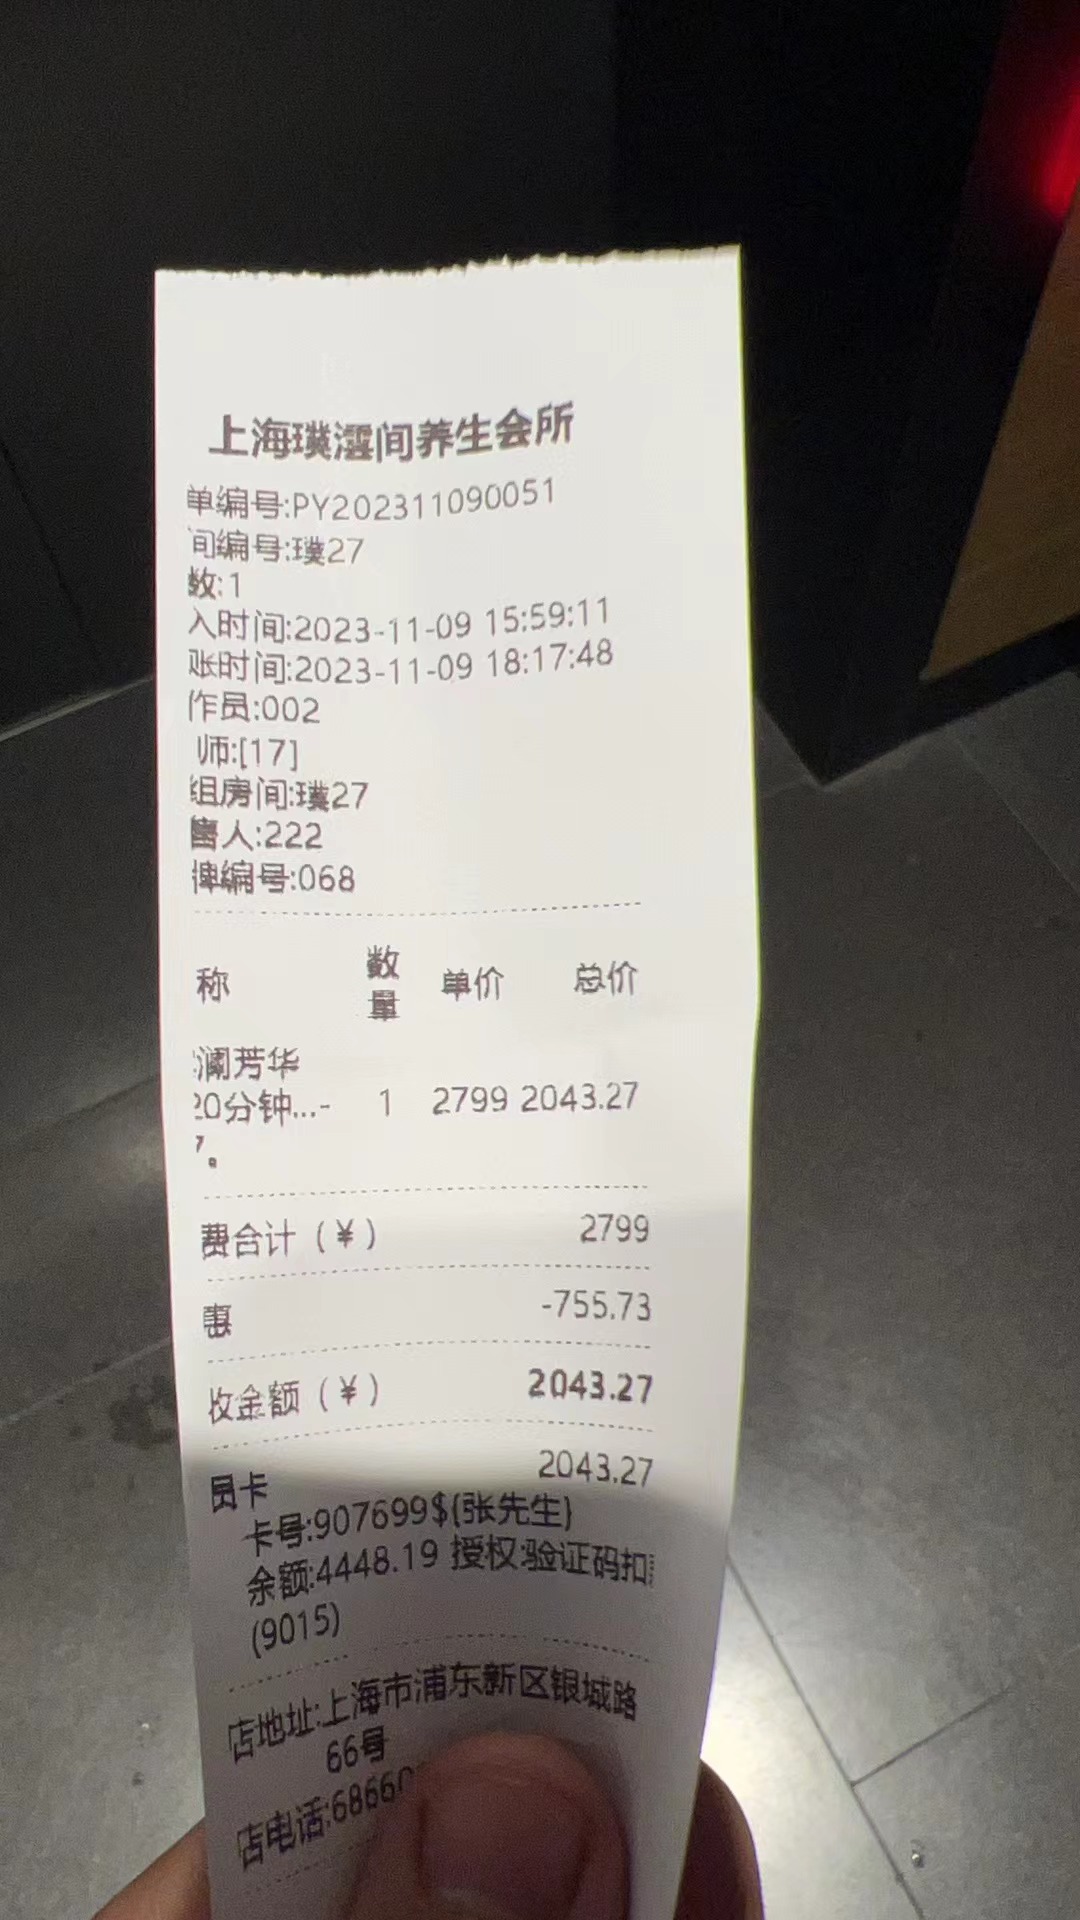 上海璞澐间养生会所
单编号:PY202311090051
间编号:璞27
数:1
入时间:2023-11-09 15:59:11
账时间:2023-11-09 18:17:48
作员:002
师:[17]
组房间:璞27
售人:222
牌编号:068
称 数量 单价 总价
澜芳华
20分钟...- 1 2799 2043.27
7。
费合计（¥） 2799
惠 -755.73
收金额（¥） 2043.27
员卡 2043.27
卡号:907699$(张先生)
余额:4448.19 授权:验证码扣
(9015)
店地址:上海市浦东新区银城路
66号
店电话:6866